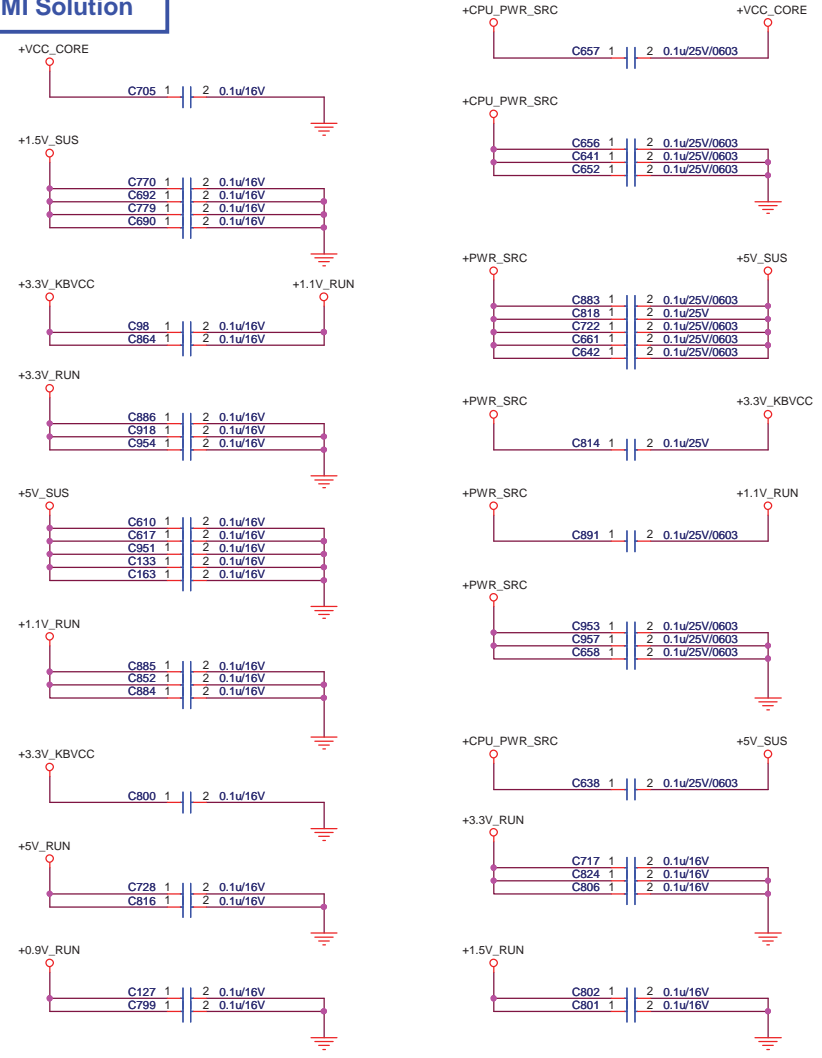 MI Solution
+VCC_CORE
C705 1 2 0.1u/16V
+1.5V_SUS
C770 1 2 0.1u/16V
C692 1 2 0.1u/16V
C779 1 2 0.1u/16V
C690 1 2 0.1u/16V
+3.3V_KBVCC +1.1V_RUN
C98 1 2 0.1u/16V
C864 1 2 0.1u/16V
+3.3V_RUN
C886 1 2 0.1u/16V
C918 1 2 0.1u/16V
C954 1 2 0.1u/16V
+5V_SUS
C610 1 2 0.1u/16V
C617 1 2 0.1u/16V
C951 1 2 0.1u/16V
C133 1 2 0.1u/16V
C163 1 2 0.1u/16V
+1.1V_RUN
C885 1 2 0.1u/16V
C852 1 2 0.1u/16V
C884 1 2 0.1u/16V
+3.3V_KBVCC
C800 1 2 0.1u/16V
+5V_RUN
C728 1 2 0.1u/16V
C816 1 2 0.1u/16V
+0.9V_RUN
C127 1 2 0.1u/16V
C799 1 2 0.1u/16V
+CPU_PWR_SRC +VCC_CORE
C657 1 2 0.1u/25V/0603
+CPU_PWR_SRC
C656 1 2 0.1u/25V/0603
C641 1 2 0.1u/25V/0603
C652 1 2 0.1u/25V/0603
+PWR_SRC +5V_SUS
C883 1 2 0.1u/25V/0603
C818 1 2 0.1u/25V
C722 1 2 0.1u/25V/0603
C661 1 2 0.1u/25V/0603
C642 1 2 0.1u/25V/0603
+PWR_SRC +3.3V_KBVCC
C814 1 2 0.1u/25V
+PWR_SRC +1.1V_RUN
C891 1 2 0.1u/25V/0603
+PWR_SRC
C953 1 2 0.1u/25V/0603
C957 1 2 0.1u/25V/0603
C658 1 2 0.1u/25V/0603
+CPU_PWR_SRC +5V_SUS
C638 1 2 0.1u/25V/0603
+3.3V_RUN
C717 1 2 0.1u/16V
C824 1 2 0.1u/16V
C806 1 2 0.1u/16V
+1.5V_RUN
C802 1 2 0.1u/16V
C801 1 2 0.1u/16V